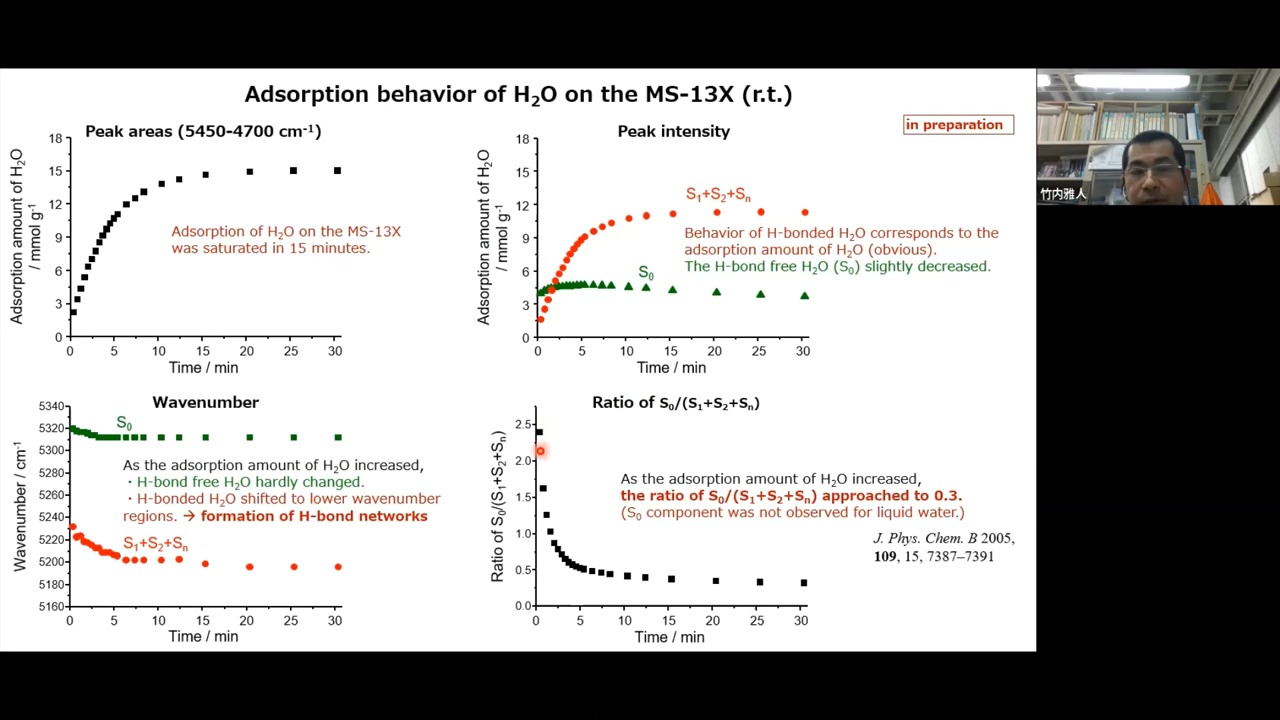 Adsorption behavior of H₂O on the MS-13X (r.t.)
in preparation
竹内雅人
Peak areas (5450-4700 cm⁻¹)
Adsorption amount of H₂O
/ mmol g⁻¹
18
15
12
9
6
3
0
Adsorption of H₂O on the MS-13X
was saturated in 15 minutes.
0 5 10 15 20 25 30
Time / min
Peak intensity
Adsorption amount of H₂O
/ mmol g⁻¹
18
15
12
9
6
3
0
S₁+S₂+Sₙ
Behavior of H-bonded H₂O corresponds to the
adsorption amount of H₂O (obvious).
The H-bond free H₂O (S₀) slightly decreased.
S₀
0 5 10 15 20 25 30
Time / min
Wavenumber
Wavenumber / cm⁻¹
5340
5320
5300
5280
5260
5240
5220
5200
5180
5160
S₀
As the adsorption amount of H₂O increased,
・H-bond free H₂O hardly changed.
・H-bonded H₂O shifted to lower wavenumber
regions. → formation of H-bond networks
S₁+S₂+Sₙ
0 5 10 15 20 25 30
Time / min
Ratio of S₀/(S₁+S₂+Sₙ)
Ratio of S₀/(S₁+S₂+Sₙ)
2.5
2.0
1.5
1.0
0.5
0.0
As the adsorption amount of H₂O increased,
the ratio of S₀/(S₁+S₂+Sₙ) approached to 0.3.
(S₀ component was not observed for liquid water.)
J. Phys. Chem. B 2005,
109, 15, 7387–7391
0 5 10 15 20 25 30
Time / min